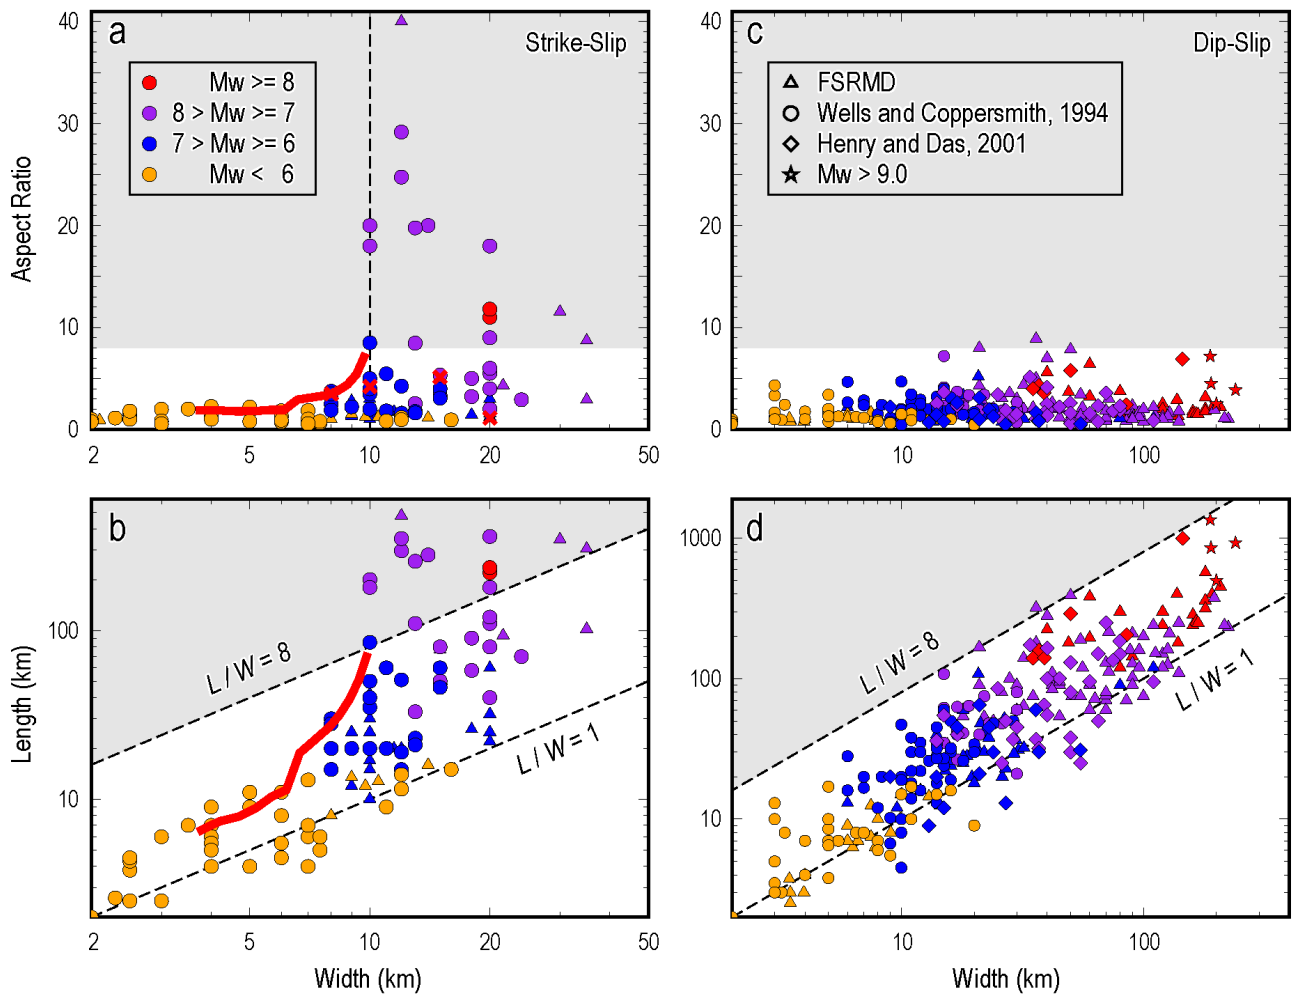 a
Strike-Slip
Mw >= 8
8 > Mw >= 7
7 > Mw >= 6
Mw < 6
40
30
20
10
0
Aspect Ratio
2
5
10
20
50
c
Dip-Slip
FSRMD
Wells and Coppersmith, 1994
Henry and Das, 2001
Mw > 9.0
40
30
20
10
0
10
100
b
L / W = 8
L / W = 1
100
10
Length (km)
2
5
10
20
50
Width (km)
d
L / W = 8
L / W = 1
1000
100
10
10
100
Width (km)